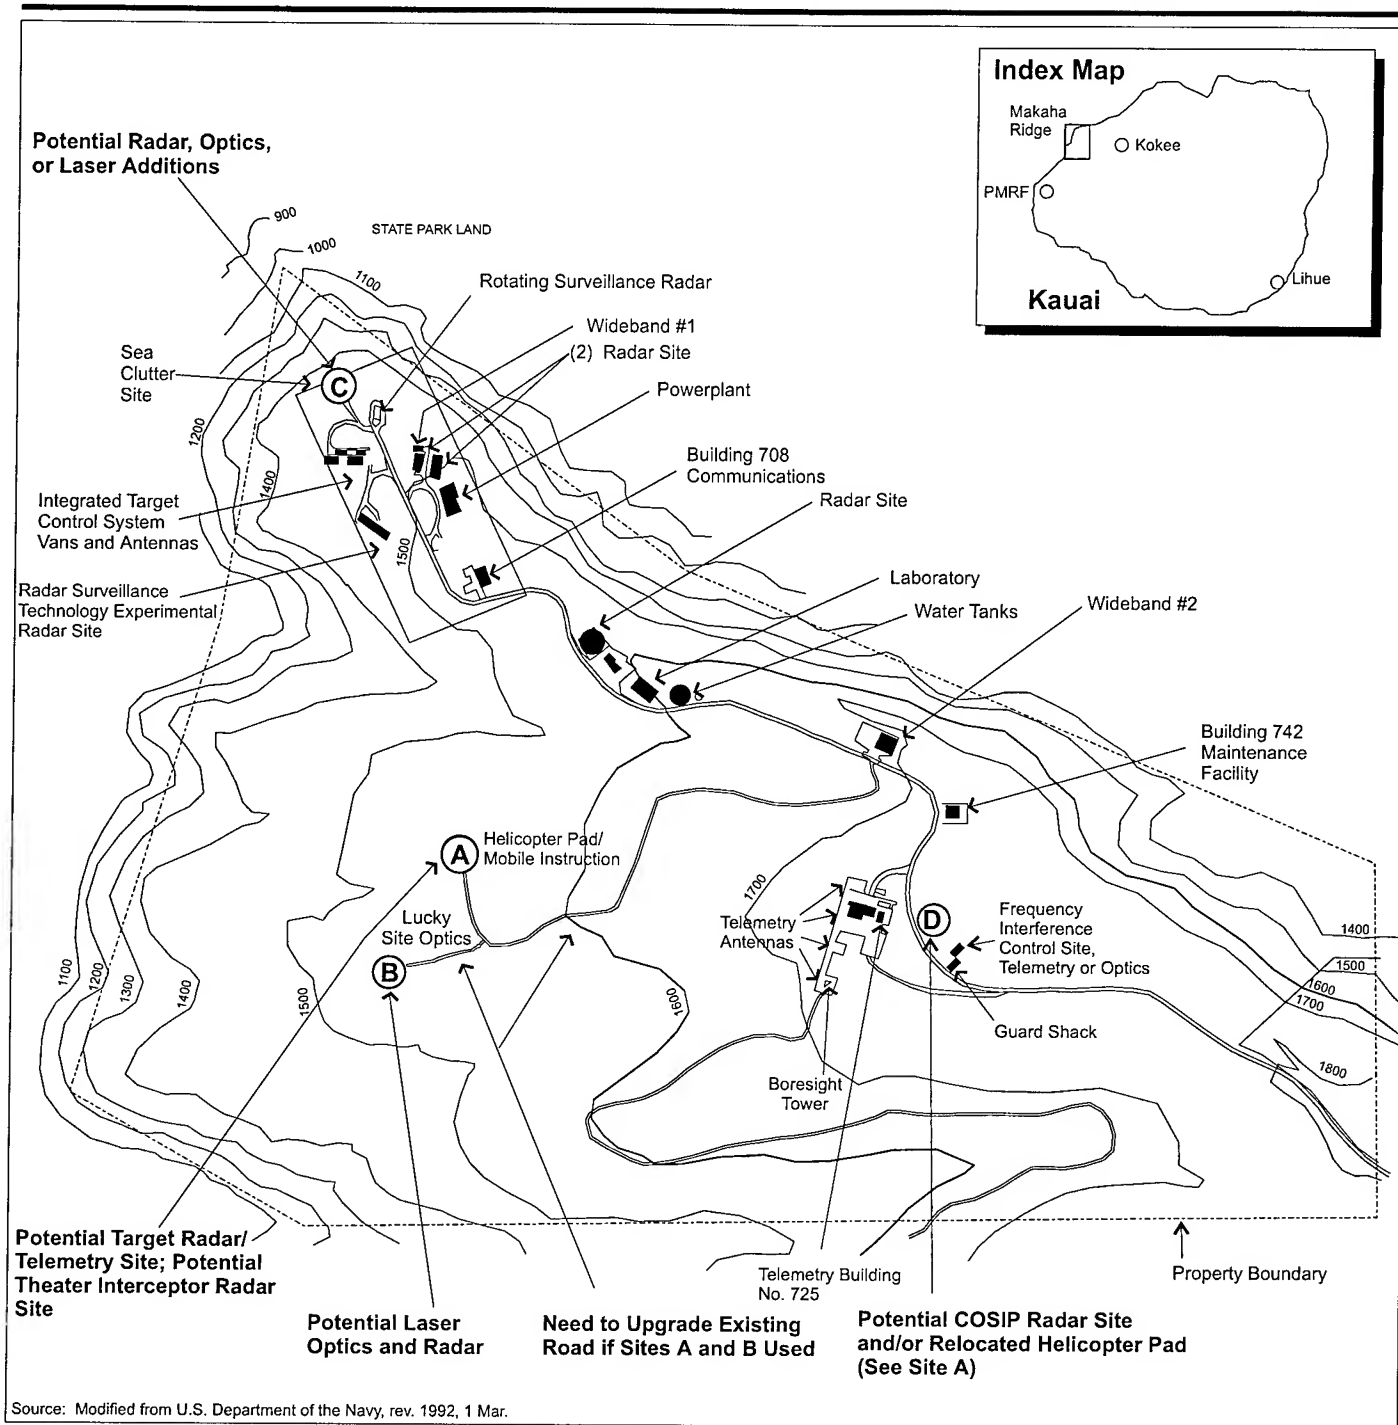 Index Map
Makaha
Ridge
Kokee
PMRF
Lihue
Kauai
Potential Radar, Optics,
or Laser Additions
900
STATE PARK LAND
1000
1100
Rotating Surveillance Radar
Wideband #1
(2) Radar Site
Sea
Clutter
Site
C
Powerplant
1200
Building 708
Communications
1400
Radar Site
Integrated Target
Control System
Vans and Antennas
1500
Laboratory
Radar Surveillance
Technology Experimental
Radar Site
Water Tanks
Wideband #2
Building 742
Maintenance
Facility
A
Helicopter Pad/
Mobile Instruction
1700
Lucky
Site Optics
B
Telemetry
Antennas
D
Frequency
Interference
Control Site,
Telemetry or Optics
1400
1500
1600
1700
1800
1100
1200
1300
1400
1500
1600
Guard Shack
Boresight
Tower
Potential Target Radar/
Telemetry Site; Potential
Theater Interceptor Radar
Site
Telemetry Building
No. 725
Property Boundary
Potential Laser
Optics and Radar
Need to Upgrade Existing
Road if Sites A and B Used
Potential COSIP Radar Site
and/or Relocated Helicopter Pad
(See Site A)
Source: Modified from U.S. Department of the Navy, rev. 1992, 1 Mar.